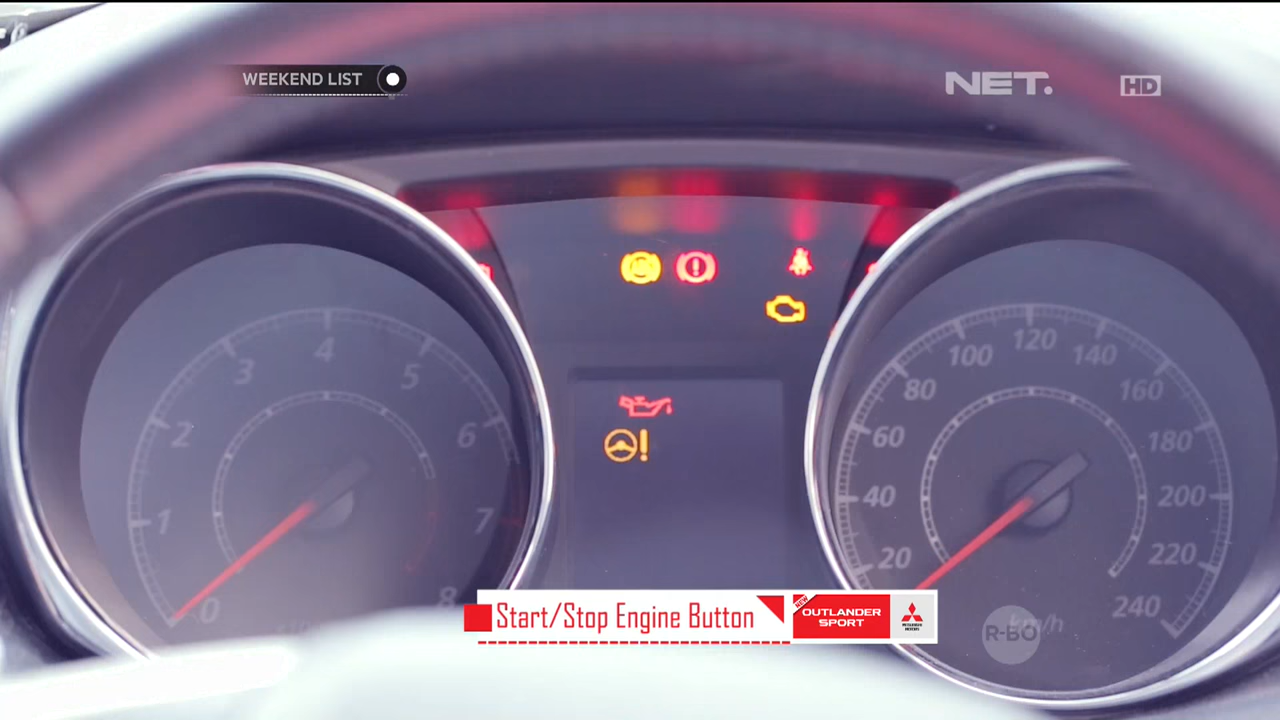 WEEKEND LIST
NET.
HD
0
1
2
3
4
5
6
7
8
20
40
60
80
100
120
140
160
180
200
220
240
km/h
Start/Stop Engine Button
NEW
OUTLANDER
SPORT
MITSUBISHI
MOTORS
R-BO